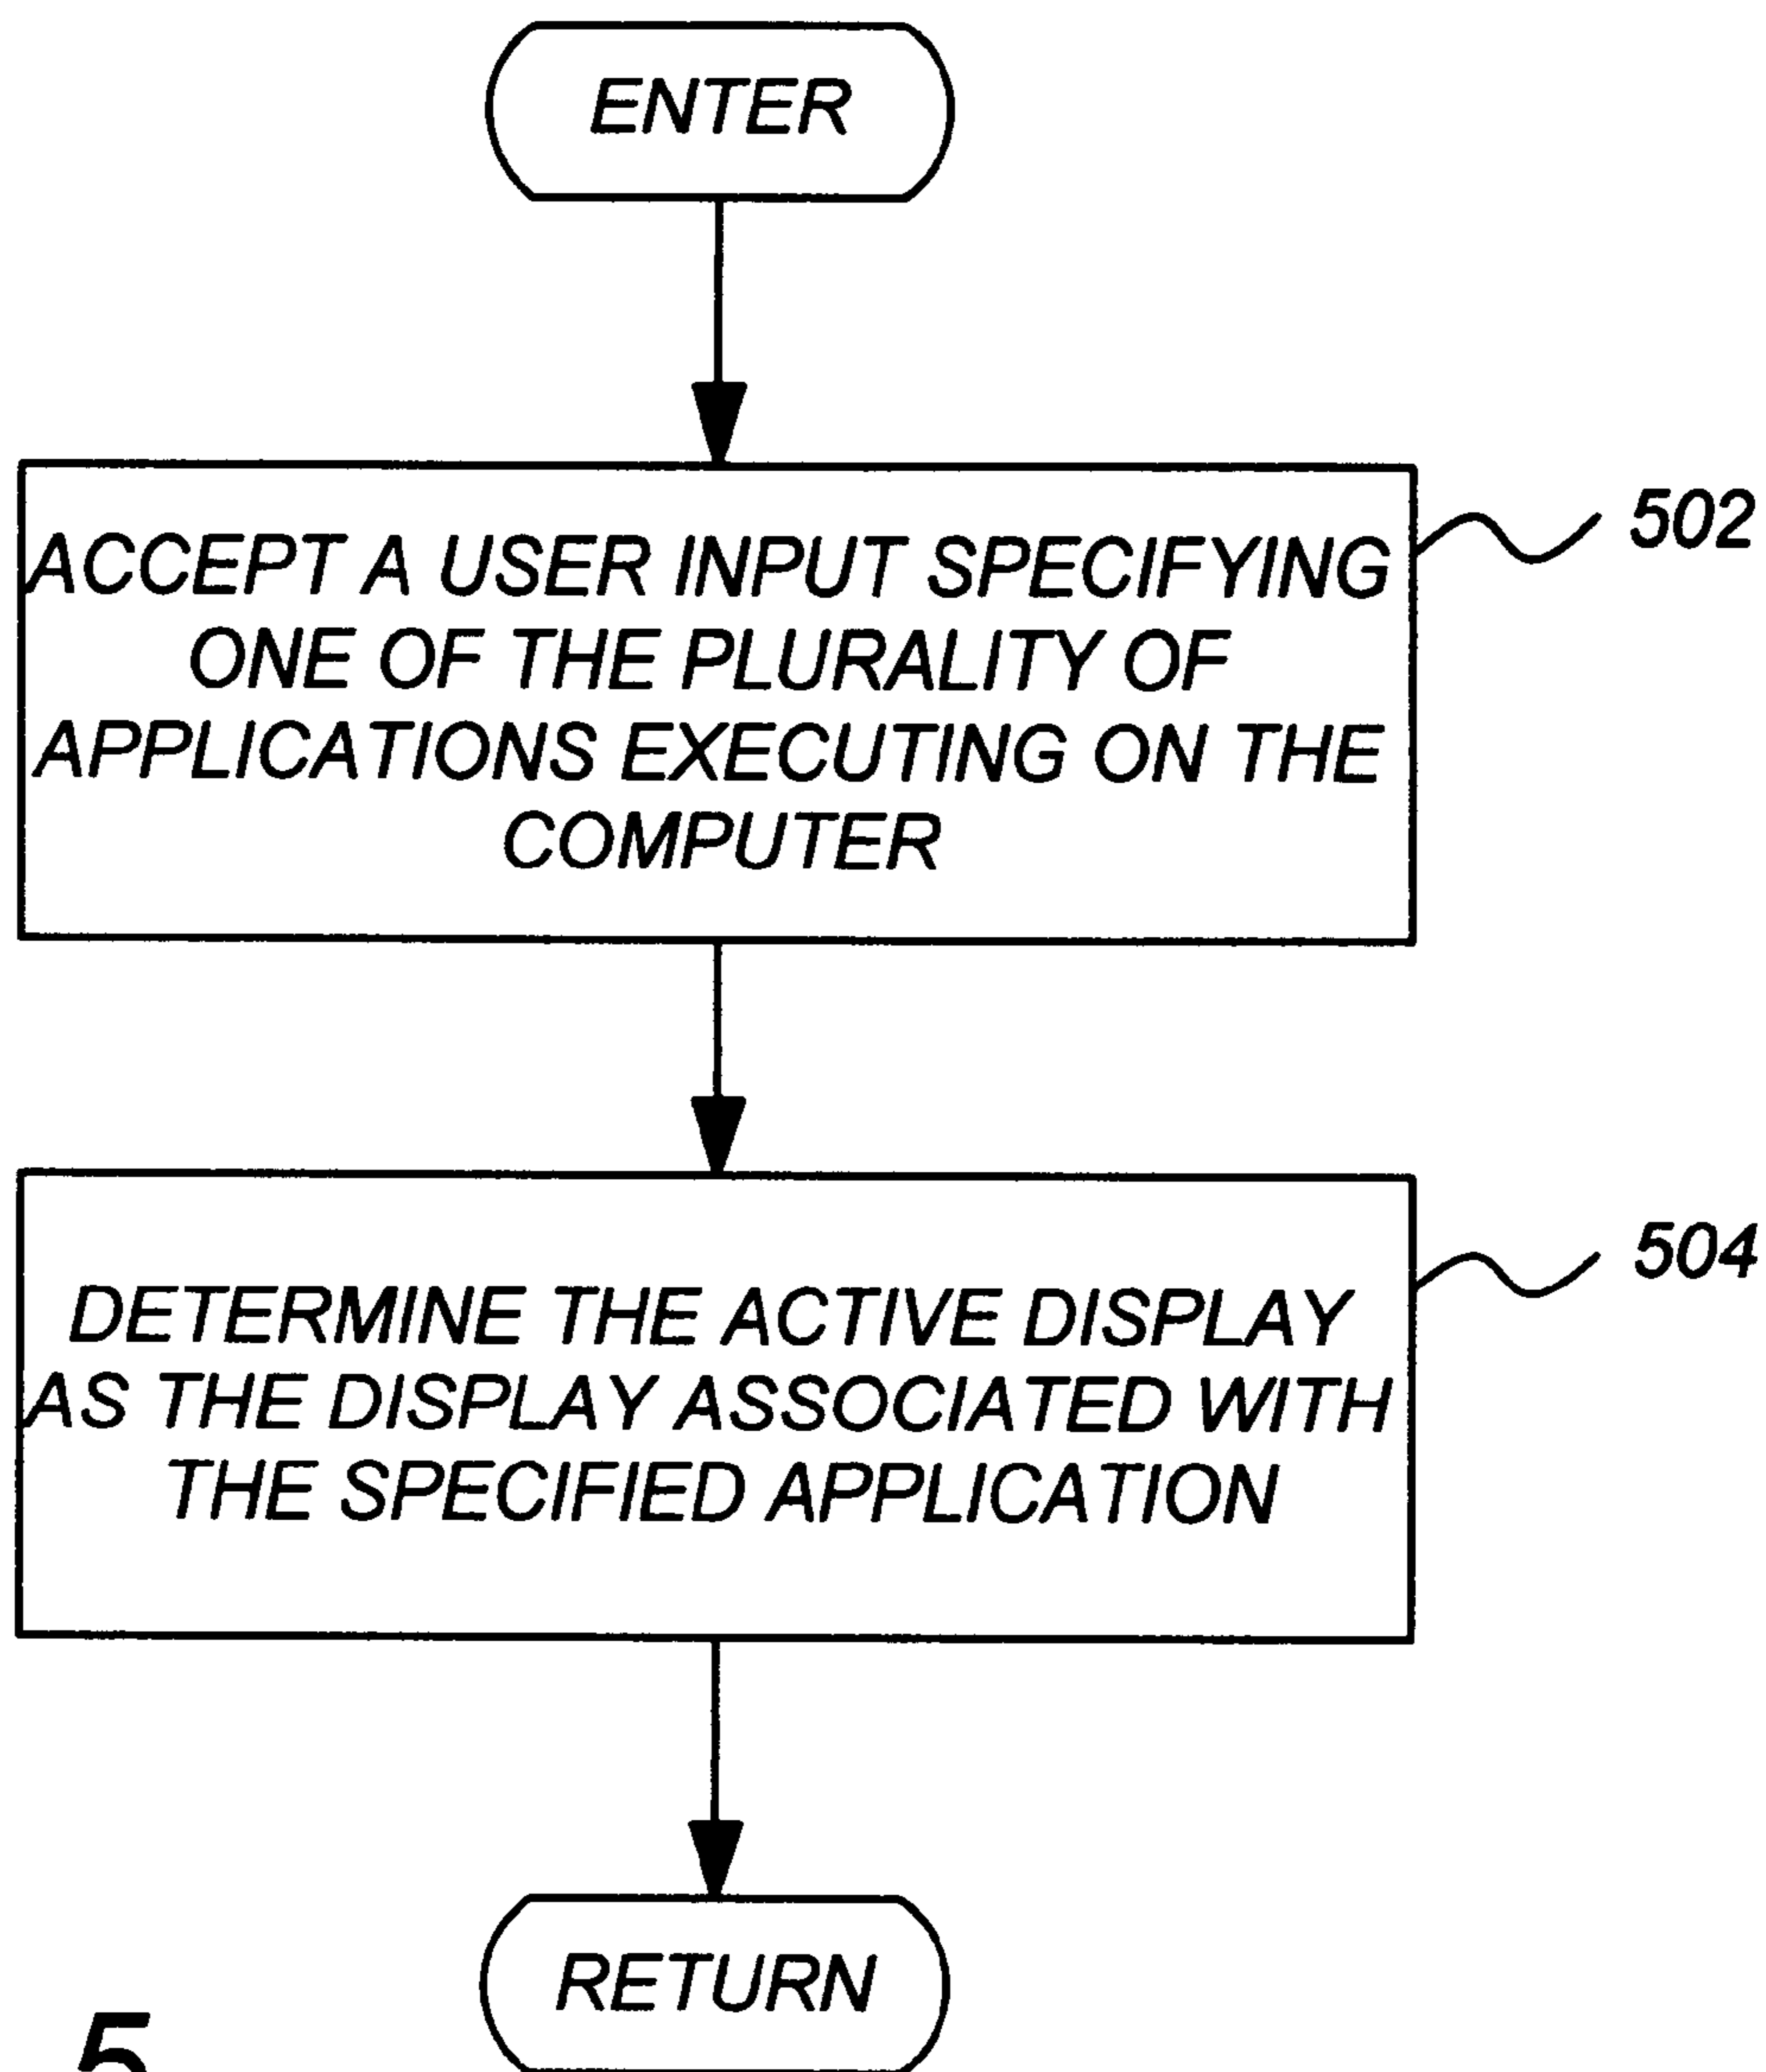 ENTER
ACCEPT A USER INPUT SPECIFYING
ONE OF THE PLURALITY OF
APPLICATIONS EXECUTING ON THE
COMPUTER
502
DETERMINE THE ACTIVE DISPLAY
AS THE DISPLAY ASSOCIATED WITH
THE SPECIFIED APPLICATION
504
RETURN
5